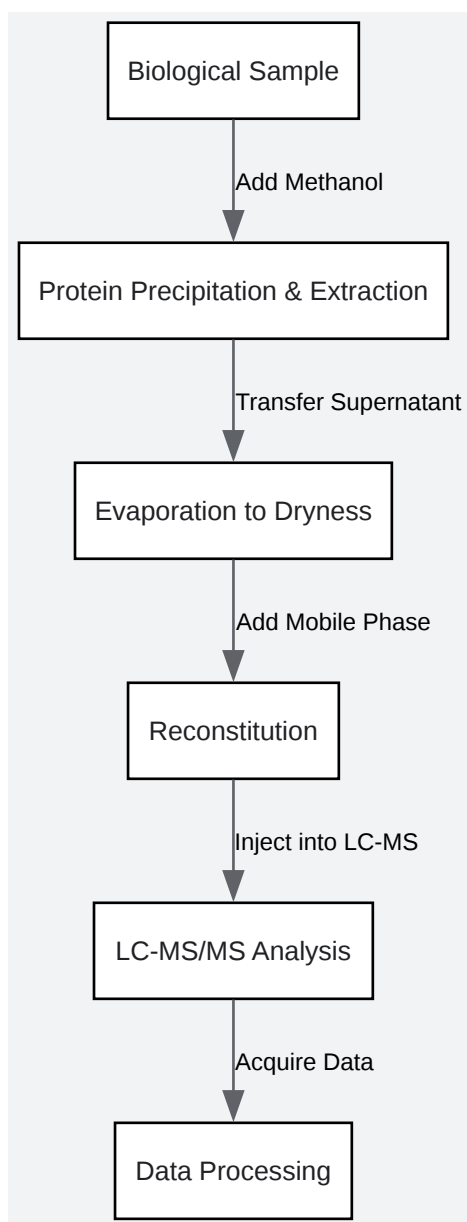 Biological Sample
Add Methanol
Protein Precipitation & Extraction
Transfer Supernatant
Evaporation to Dryness
Add Mobile Phase
Reconstitution
Inject into LC-MS
LC-MS/MS Analysis
Acquire Data
Data Processing